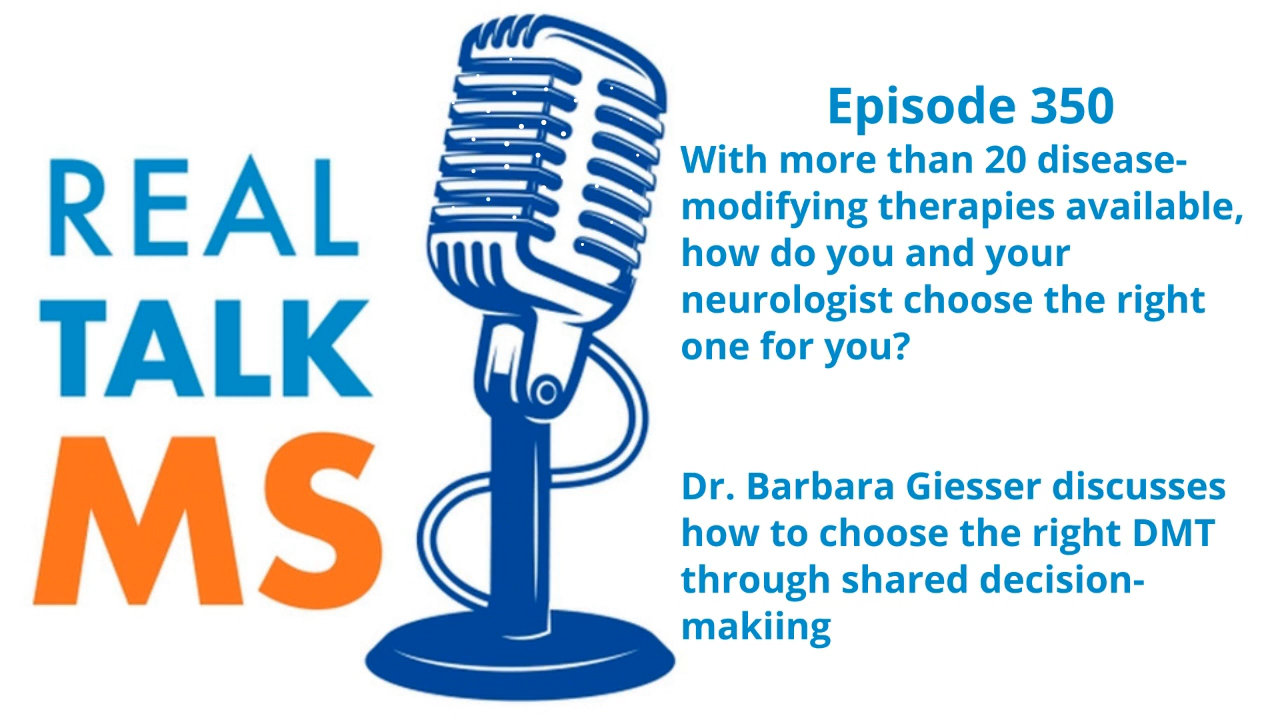 REAL
TALK
MS
Episode 350
With more than 20 disease-
modifying therapies available,
how do you and your
neurologist choose the right
one for you?
Dr. Barbara Giesser discusses
how to choose the right DMT
through shared decision-
makiing